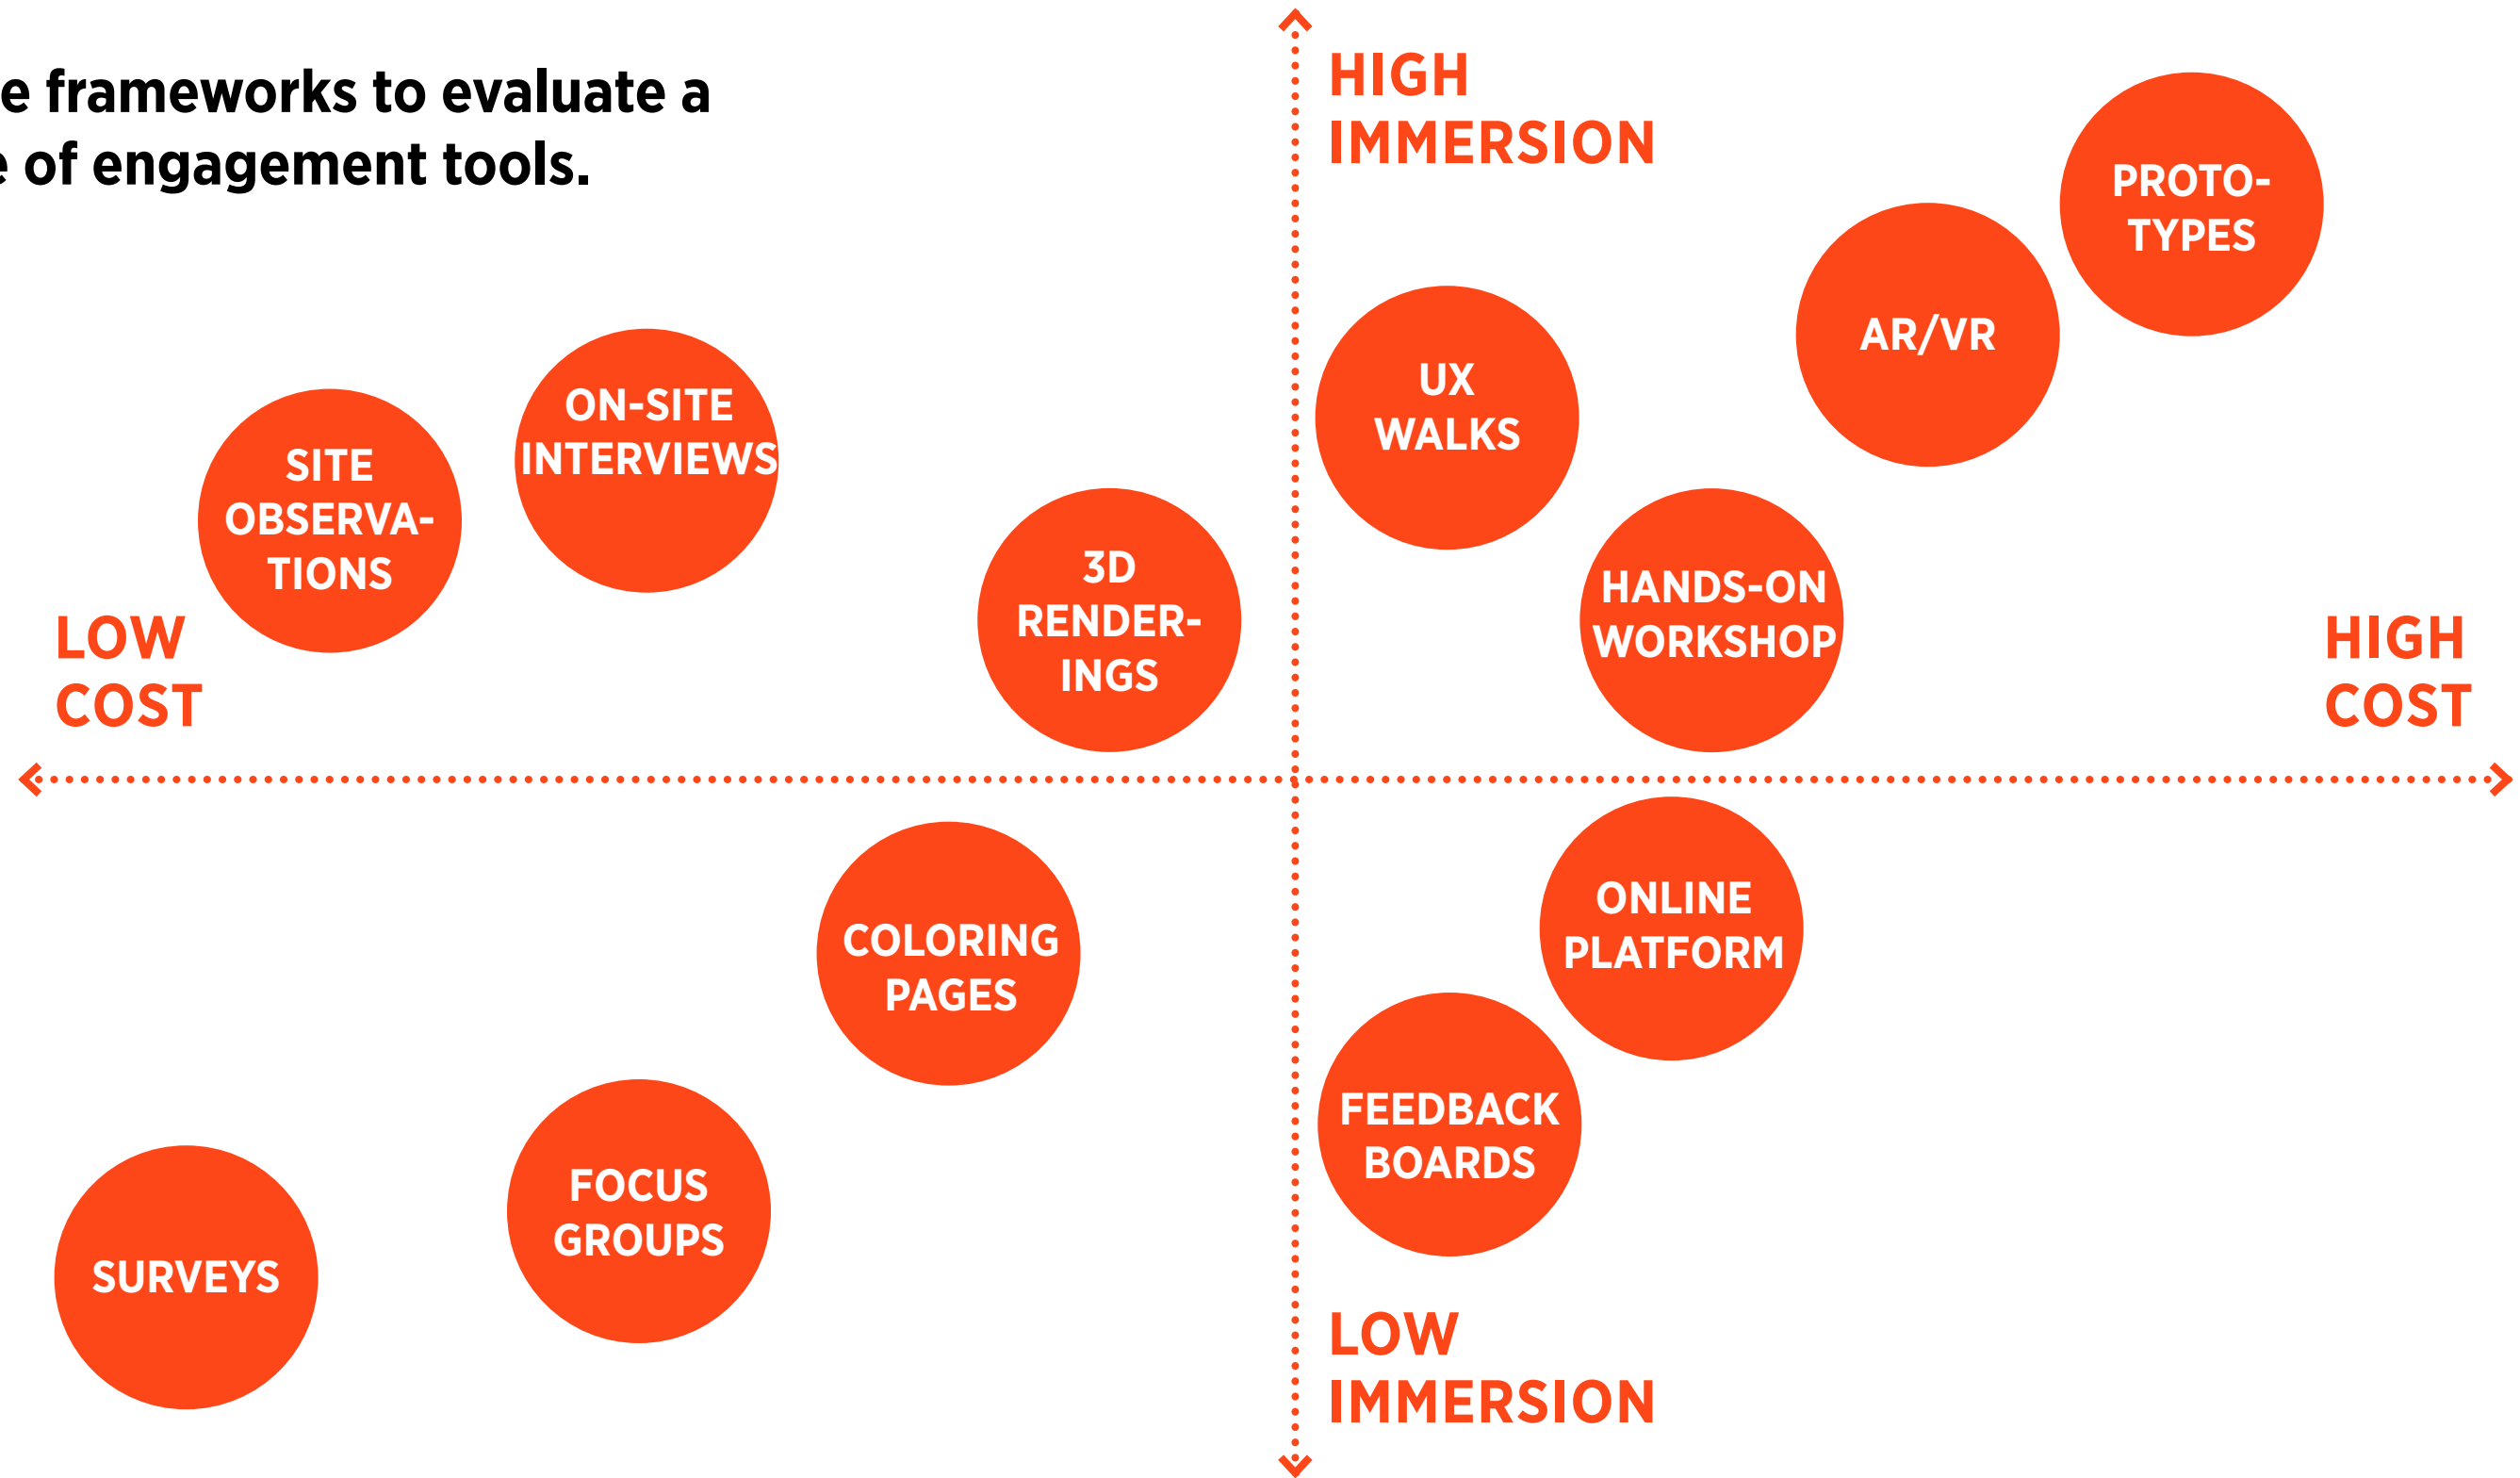 e frameworks to evaluate a
e of engagement tools.
HIGH
IMMERSION
PROTO-
TYPES
AR/VR
UX
WALKS
ON-SITE
INTERVIEWS
SITE
OBSERVA-
TIONS
3D
RENDER-
INGS
HANDS-ON
WORKSHOP
LOW
COST
HIGH
COST
COLORING
PAGES
ONLINE
PLATFORM
FEEDBACK
BOARDS
FOCUS
GROUPS
SURVEYS
LOW
IMMERSION